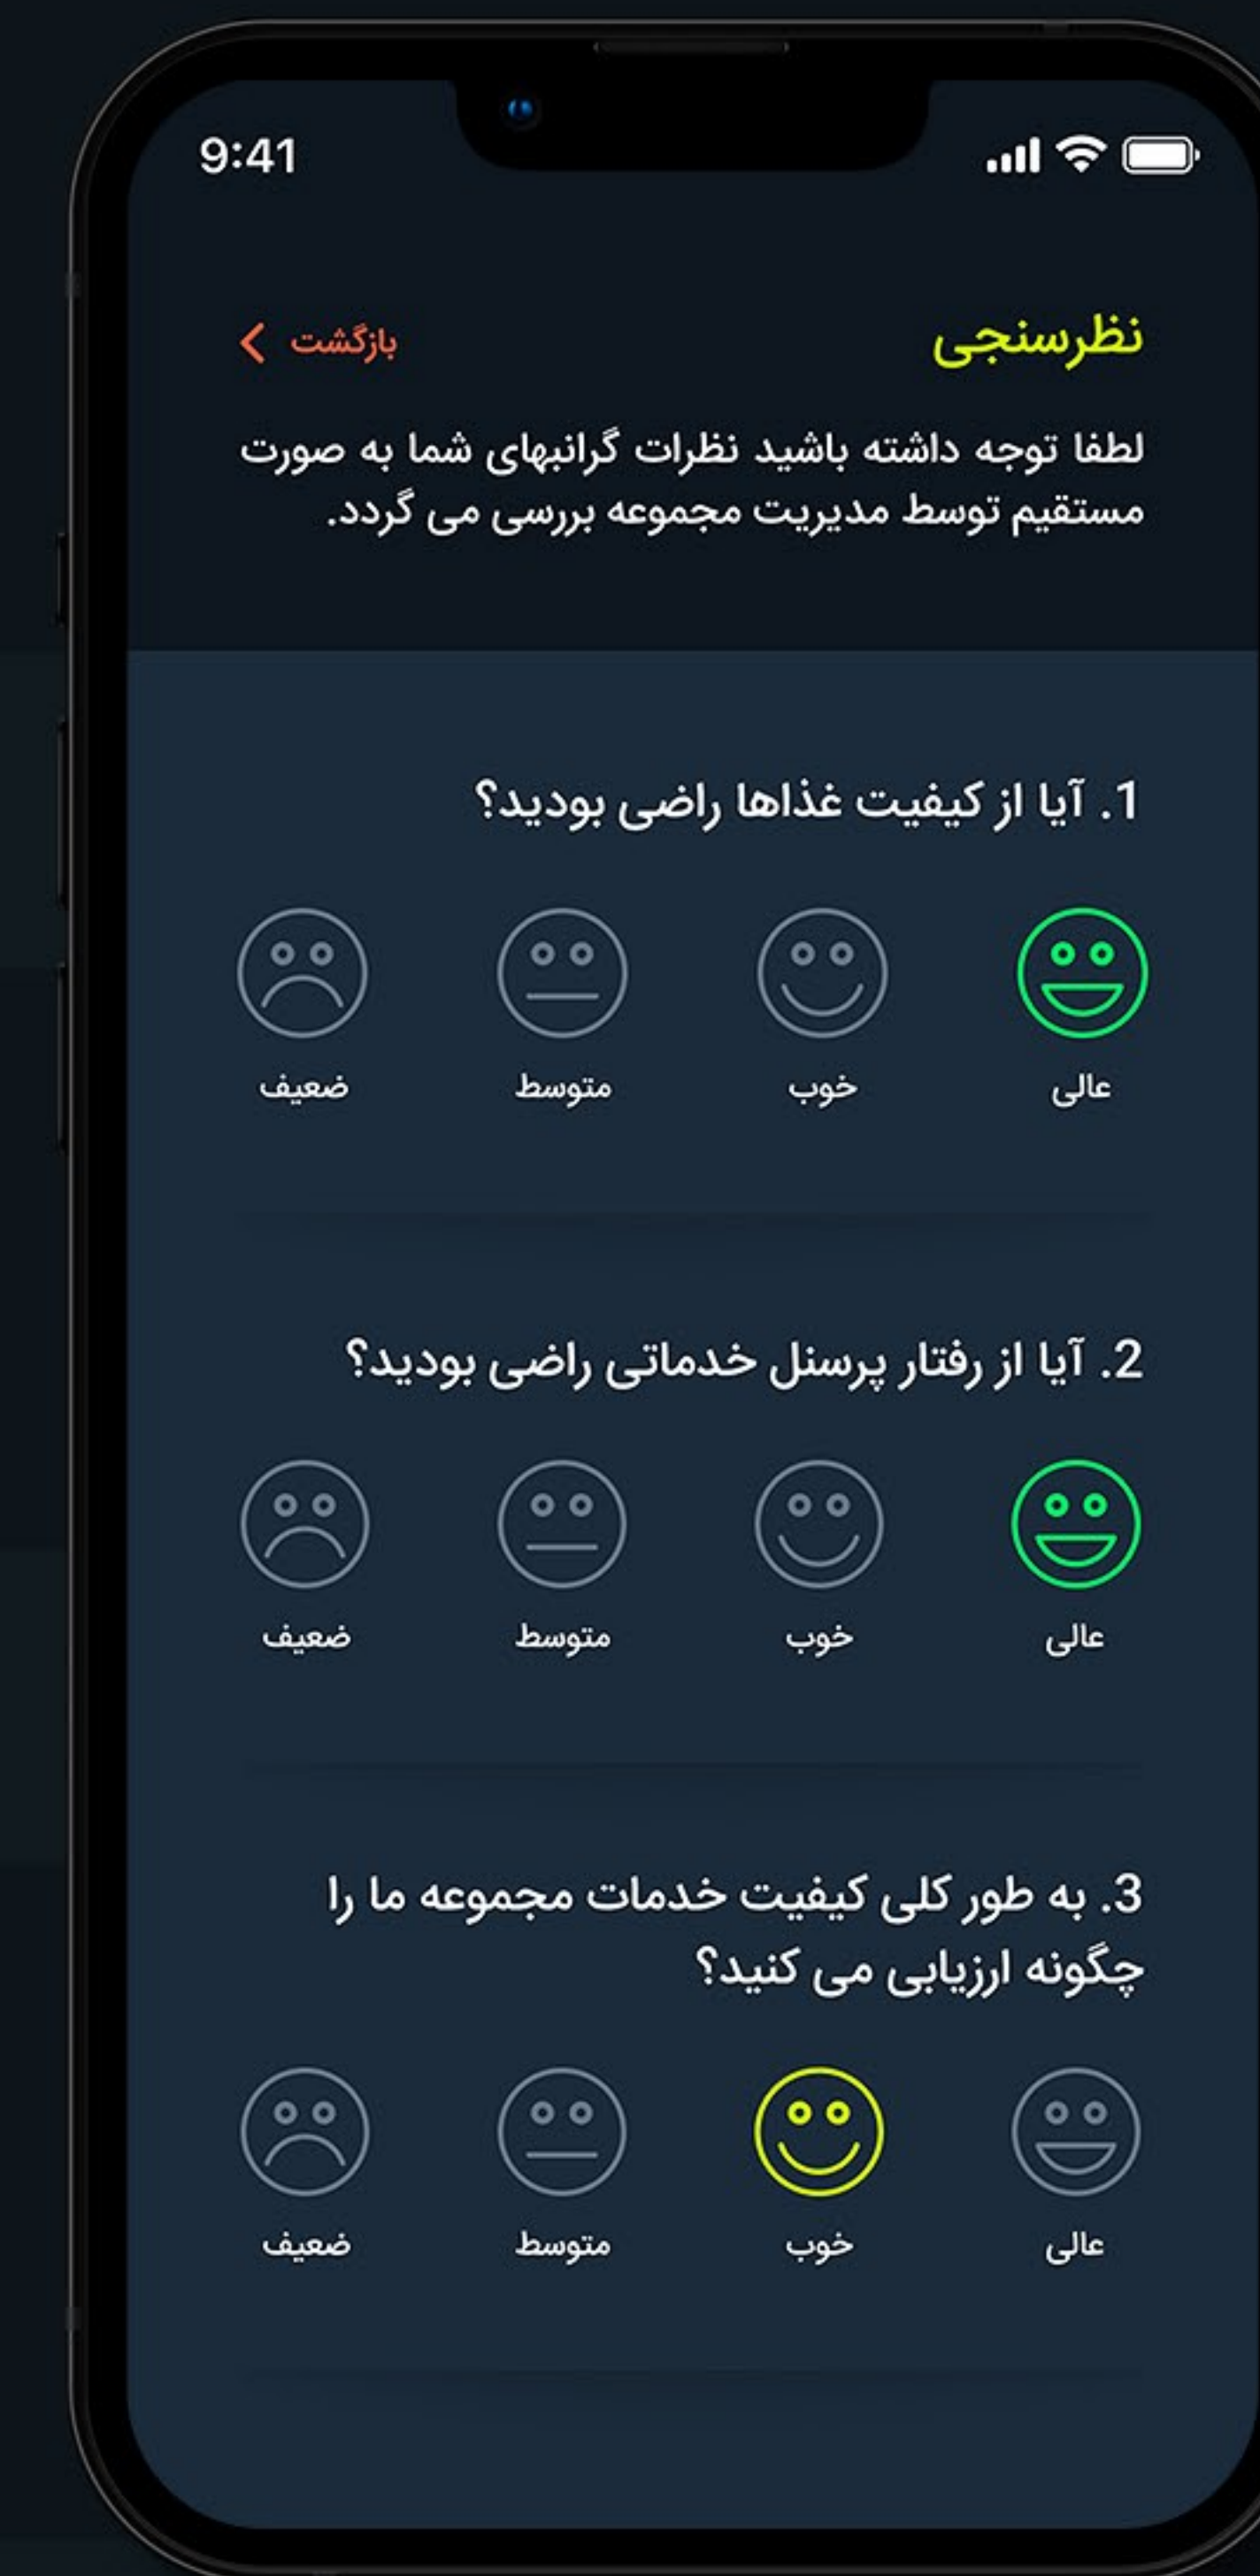 9:41
نظرسنجی
بازگشت
لطفا توجه داشته باشید نظرات گرانبهای شما به صورت
مستقیم توسط مدیریت مجموعه بررسی می گردد.
1. آیا از کیفیت غذاها راضی بودید؟
عالی خوب متوسط ضعیف
2. آیا از رفتار پرسنل خدماتی راضی بودید؟
عالی خوب متوسط ضعیف
3. به طور کلی کیفیت خدمات مجموعه ما را
چگونه ارزیابی می کنید؟
عالی خوب متوسط ضعیف